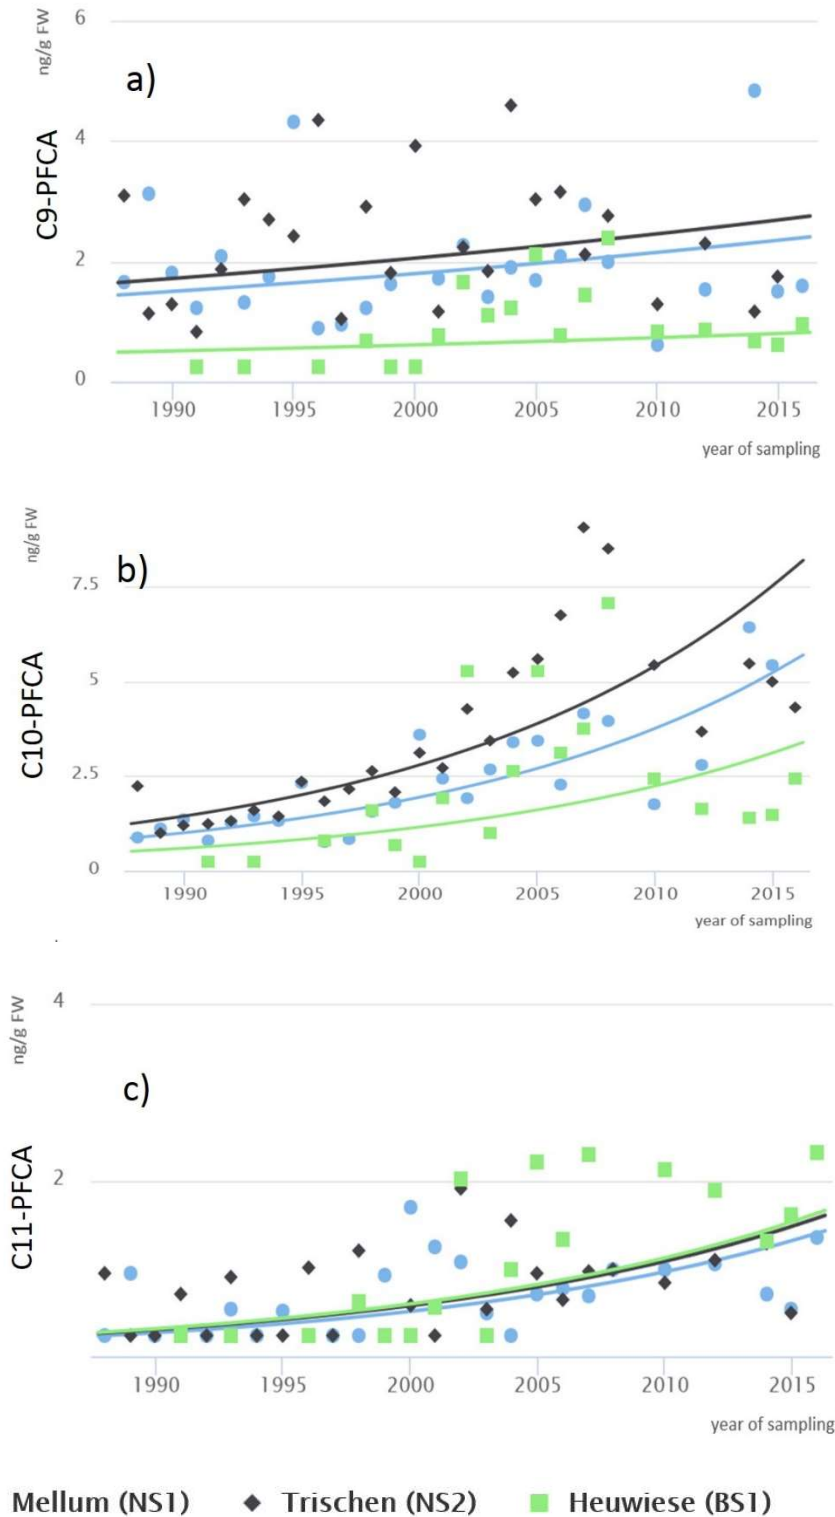 6
ng/g FW
a)
4
C9-PFCA
2
0
1990 1995 2000 2005 2010 2015
year of sampling
ng/g FW
b)
7.5
5
C10-PFCA
2.5
0
1990 1995 2000 2005 2010 2015
year of sampling
4
ng/g FW
c)
2
C11-PFCA
1990 1995 2000 2005 2010 2015
year of sampling
Mellum (NS1) Trischen (NS2) Heuwiese (BS1)